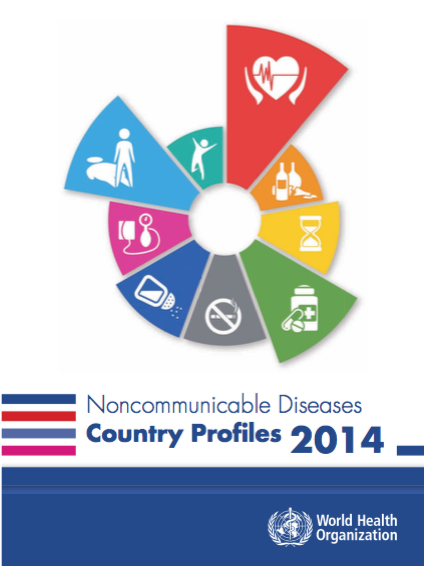 Noncommunicable Diseases
Country Profiles 2014
World Health
Organization